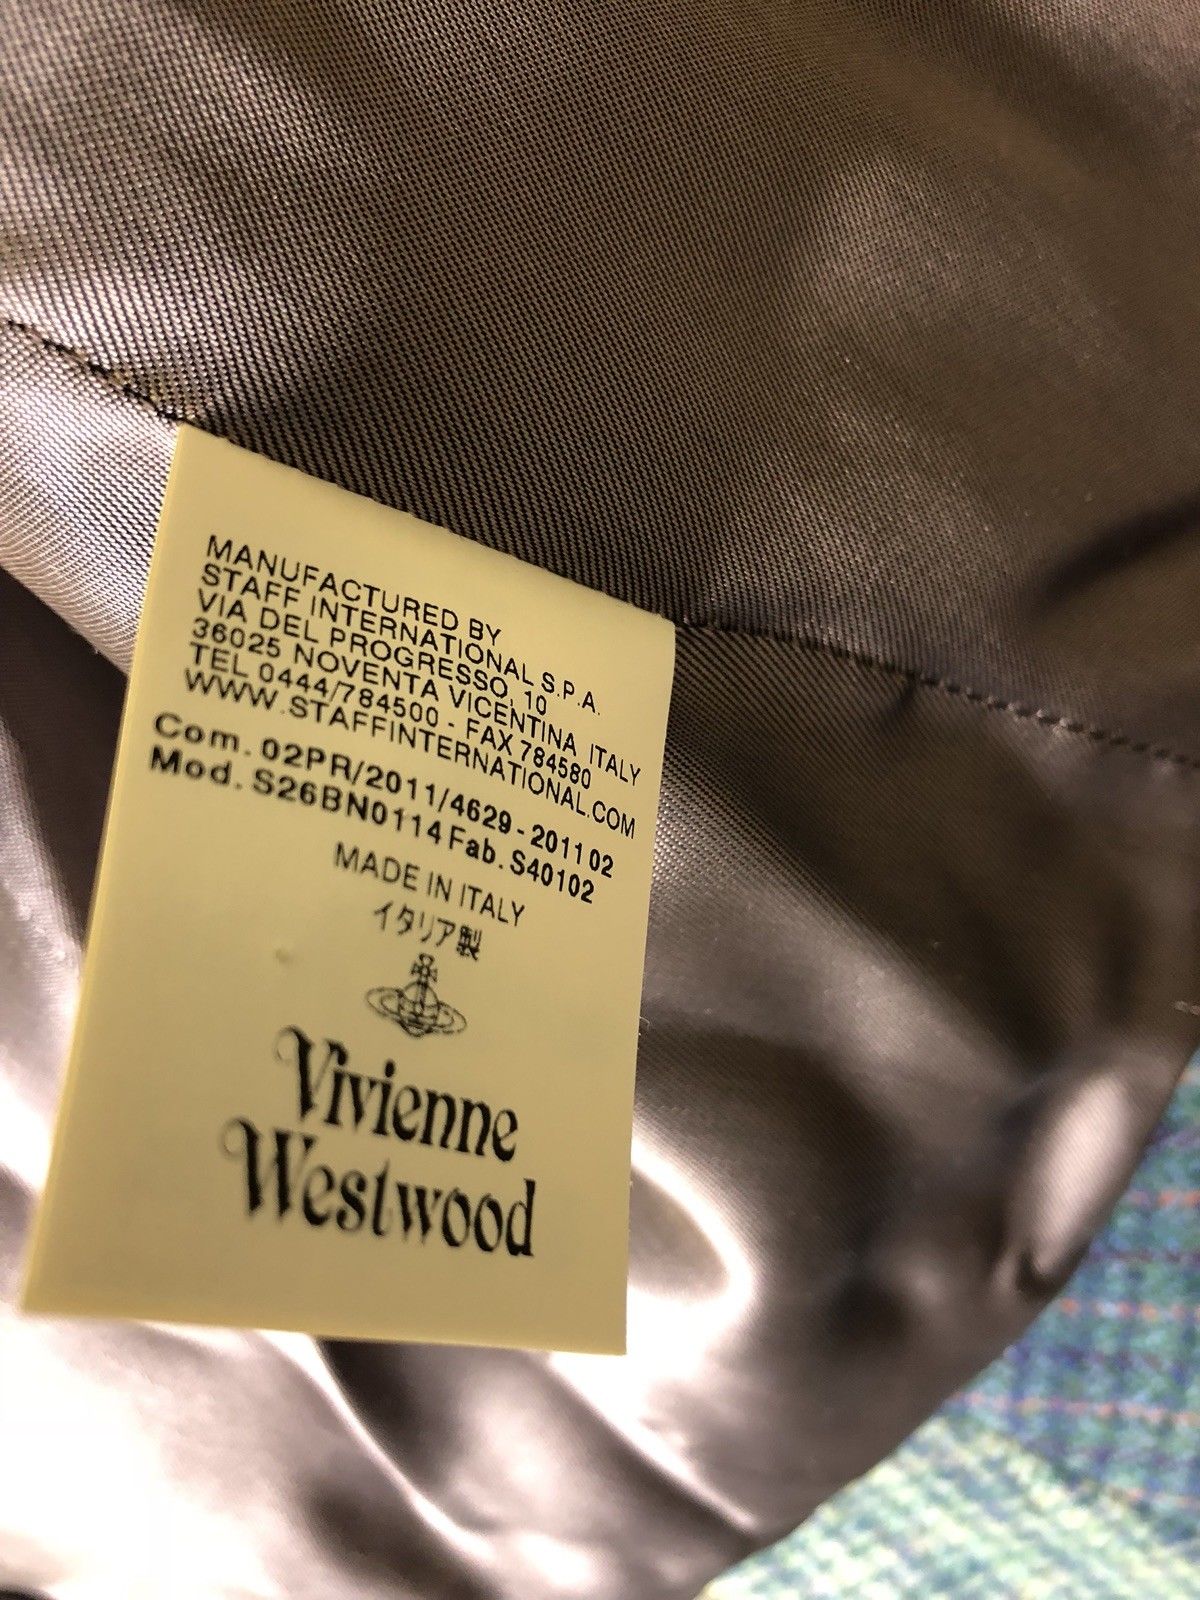 MANUFACTURED BY
STAFF INTERNATIONAL S.P.A.
VIA DEL PROGRESSO, 10
36025 NOVENTA VICENTINA ITALY
TEL 0444/784500 - FAX 784580
WWW.STAFFINTERNATIONAL.COM
Com. 02PR/2011/4629-201102
Mod. S26BN0114 Fab. S40102
MADE IN ITALY
イタリア製
Vivienne
Westwood